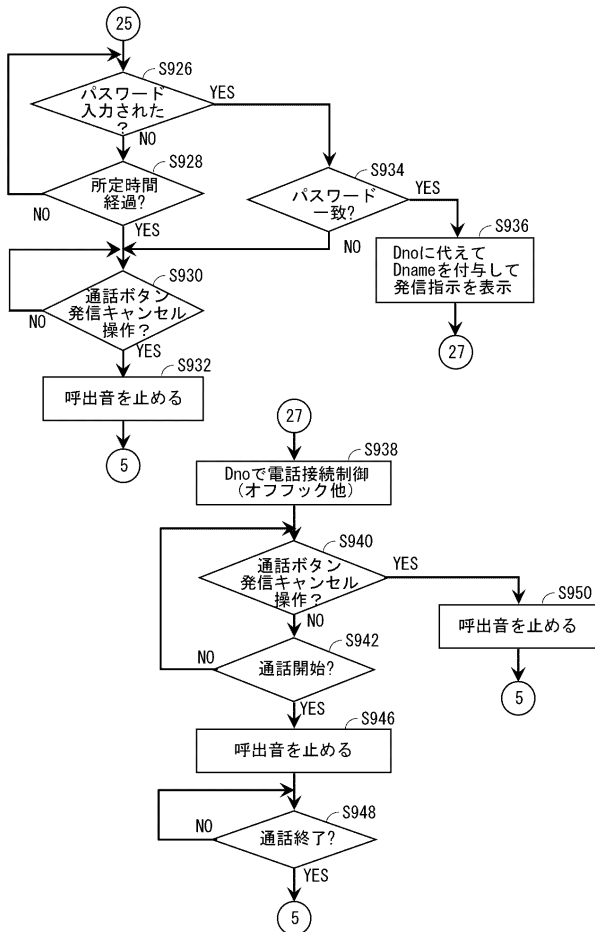 25
S926
パスワード
入力された
?
YES
NO
S928
所定時間
経過?
NO
YES
S934
パスワード
一致?
YES
NO
S936
Dnoに代えて
Dnameを付与して
発信指示を表示
27
S930
通話ボタン
発信キャンセル
操作?
NO
YES
S932
呼出音を止める
5
27
S938
Dnoで電話接続制御
(オフフック他)
S940
通話ボタン
発信キャンセル
操作?
YES
NO
S950
呼出音を止める
5
S942
通話開始?
NO
YES
S946
呼出音を止める
S948
通話終了?
NO
YES
5